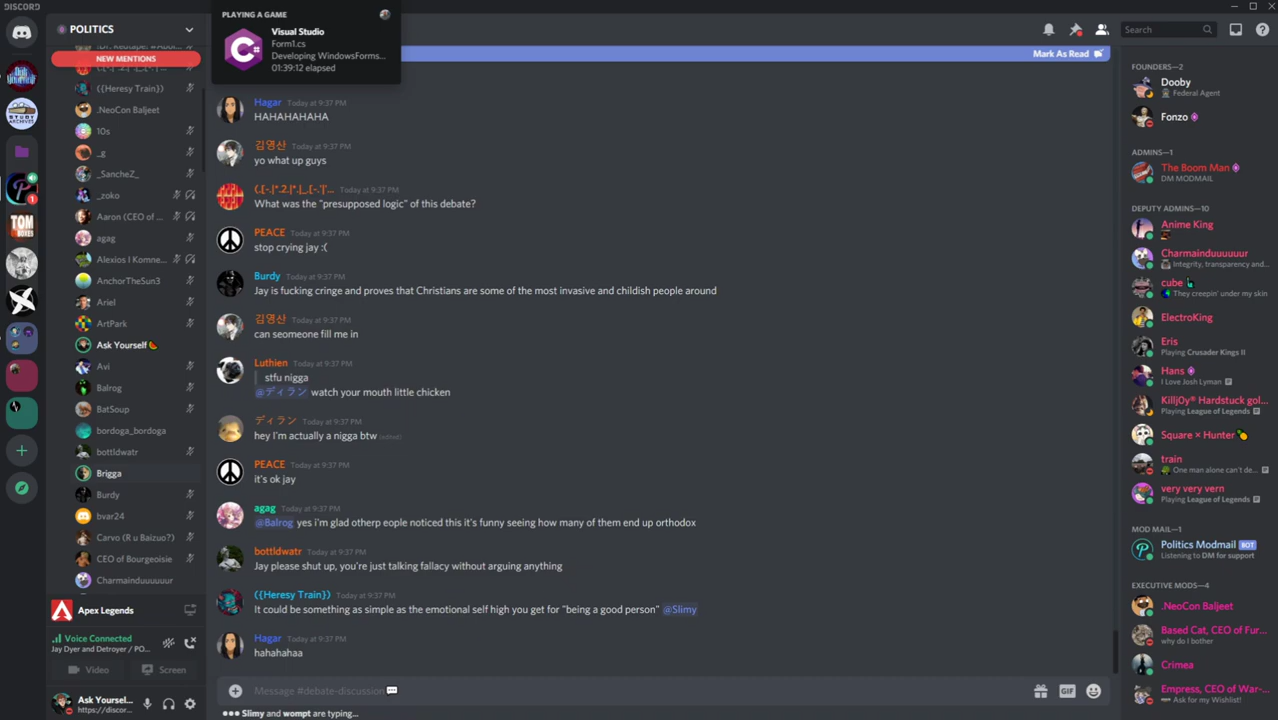 DISCORD
POLITICS
NEW MENTIONS
({Heresy Train})
.NeoCon Baljeet
10s
_g
_SancheZ_
_zoko
Aaron (CEO of ...
agag
Alexios I Komne...
AnchorTheSun3
Ariel
ArtPark
Ask Yourself
Avi
Balrog
BatSoup
bordoga_bordoga
bottldwatr
Brigga
Burdy
bvar24
Carvo (R u Baizuo?)
CEO of Bourgeoisie
Charmainduuuuuur
Apex Legends
Voice Connected
Jay Dyer and Detroyer / PO...
Video
Screen
Ask Yoursel...
https://discor...
PLAYING A GAME
Visual Studio
Form1.cs
Developing WindowsForms...
01:39:12 elapsed
Mark As Read
Hagar Today at 9:37 PM
HAHAHAHAHA
김영산 Today at 9:37 PM
yo what up guys
Today at 9:37 PM
What was the "presupposed logic" of this debate?
PEACE Today at 9:37 PM
stop crying jay :(
Burdy Today at 9:37 PM
Jay is fucking cringe and proves that Christians are some of the most invasive and childish people around
김영산 Today at 9:37 PM
can seomeone fill me in
Luthien Today at 9:37 PM
stfu nigga
@ディラン watch your mouth little chicken
ディラン Today at 9:37 PM
hey I'm actually a nigga btw (edited)
PEACE Today at 9:37 PM
it's ok jay
agag Today at 9:37 PM
@Balrog yes i'm glad otherp eople noticed this it's funny seeing how many of them end up orthodox
bottldwatr Today at 9:37 PM
Jay please shut up, you're just talking fallacy without arguing anything
({Heresy Train}) Today at 9:37 PM
It could be something as simple as the emotional self high you get for "being a good person" @Slimy
Hagar Today at 9:37 PM
hahahahaa
Message #debate-discussion
GIF
Slimy and wompt are typing...
Search
FOUNDERS—2
Dooby
Federal Agent
Fonzo
ADMINS—1
The Boom Man
DM MODMAIL
DEPUTY ADMINS—10
Anime King
Charmainduuuuuur
Integrity, transparency and...
cube
They creepin' under my skin
ElectroKing
Eris
Playing Crusader Kings II
Hans
I Love Josh Lyman
Killj0y® Hardstuck gol...
Playing League of Legends
Square × Hunter
train
One man alone can't de...
very very vern
Playing League of Legends
MOD MAIL—1
Politics Modmail BOT
Listening to DM for support
EXECUTIVE MODS—4
.NeoCon Baljeet
Based Cat, CEO of Fur...
why do I bother
Crimea
Empress, CEO of War-...
Ask for my Wishlist!